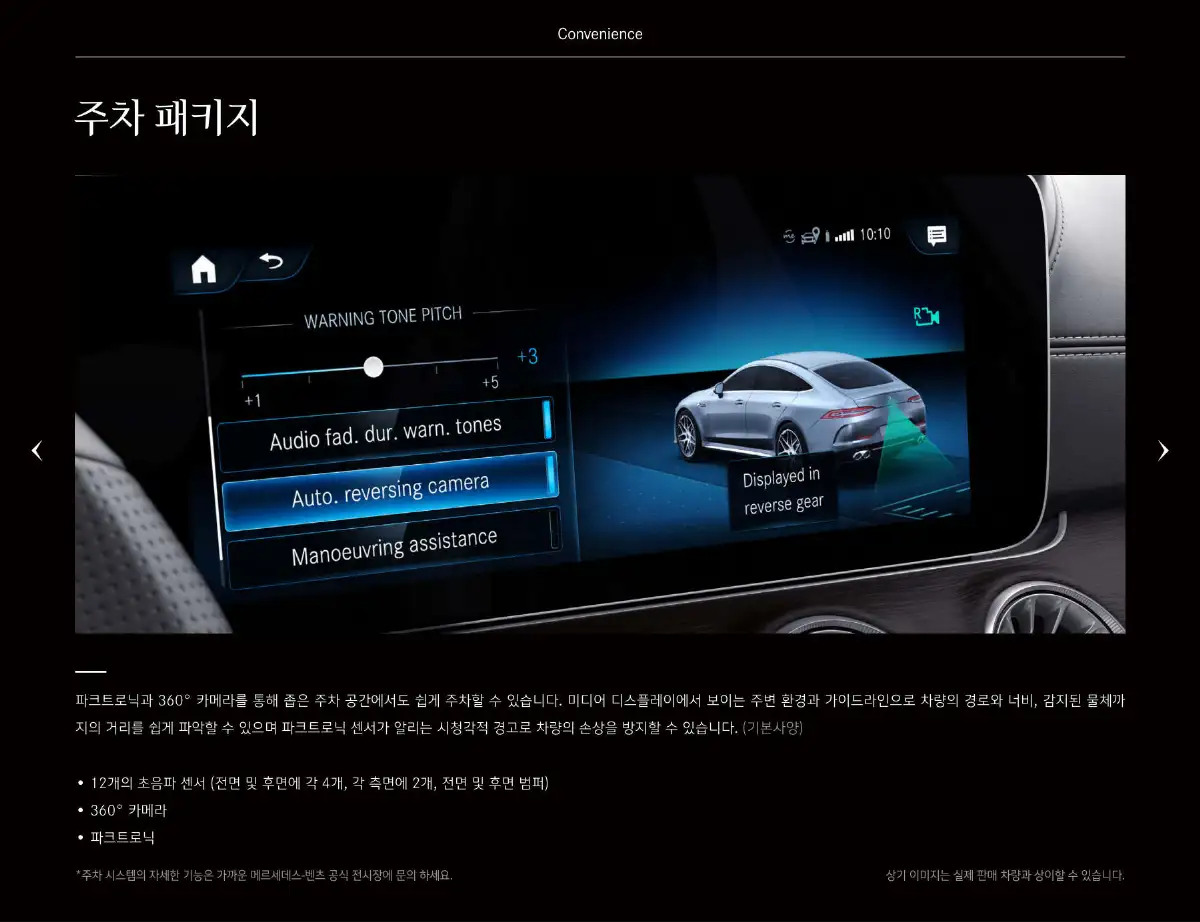 Convenience
주차 패키지
10:10
WARNING TONE PITCH
+3
+1
+5
Audio fad. dur. warn. tones
Auto. reversing camera
Manoeuvring assistance
R
Displayed in
reverse gear
파크트로닉과 360° 카메라를 통해 좁은 주차 공간에서도 쉽게 주차할 수 있습니다. 미디어 디스플레이에서 보이는 주변 환경과 가이드라인으로 차량의 경로와 너비, 감지된 물체까
지의 거리를 쉽게 파악할 수 있으며 파크트로닉 센서가 알리는 시청각적 경고로 차량의 손상을 방지할 수 있습니다. (기본사양)
• 12개의 초음파 센서 (전면 및 후면에 각 4개, 각 측면에 2개, 전면 및 후면 범퍼)
• 360° 카메라
• 파크트로닉
*주차 시스템의 자세한 기능은 가까운 메르세데스-벤츠 공식 전시장에 문의 하세요.
상기 이미지는 실제 판매 차량과 상이할 수 있습니다.